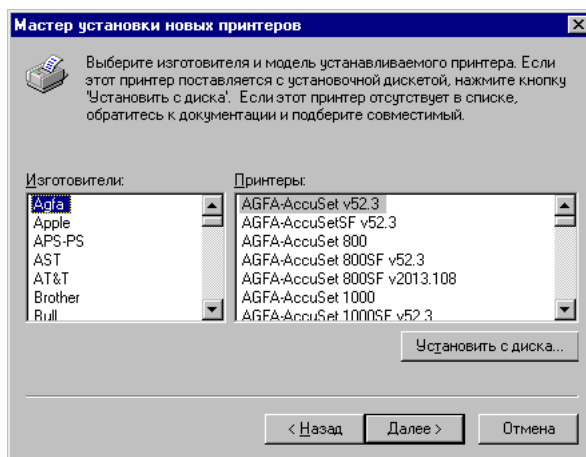 Мастер установки новых принтеров
Выберите изготовителя и модель устанавливаемого принтера. Если
этот принтер поставляется с установочной дискетой, нажмите кнопку
'Установить с диска'. Если этот принтер отсутствует в списке,
обратитесь к документации и подберите совместимый.
Изготовители:
Принтеры:
Agfa
Apple
APS-PS
AST
AT&T
Brother
Bull
AGFA-AccuSet v52.3
AGFA-AccuSetSF v52.3
AGFA-AccuSet 800
AGFA-AccuSet 800SF v52.3
AGFA-AccuSet 800SF v2013.108
AGFA-AccuSet 1000
AGFA-AccuSet 1000SF v52.3
Установить с диска...
< Назад
Далее >
Отмена